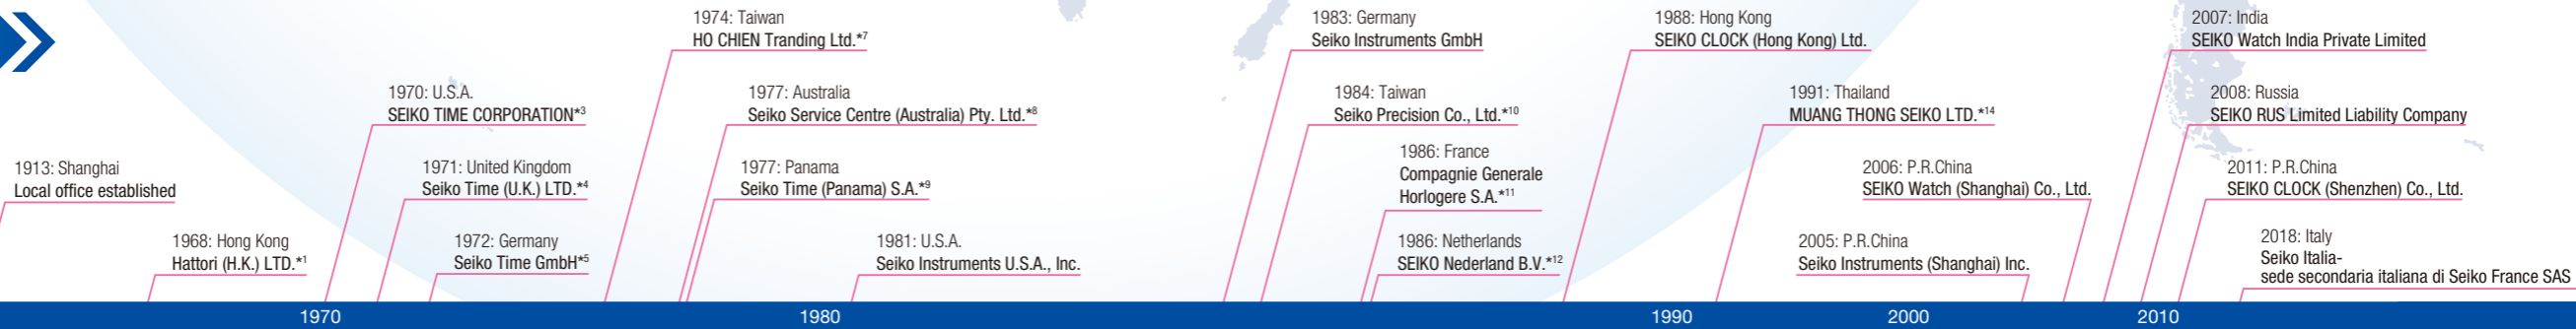 1913: Shanghai
Local office established
1968: Hong Kong
Hattori (H.K.) LTD.*1
1970: U.S.A.
SEIKO TIME CORPORATION*3
1971: United Kingdom
Seiko Time (U.K.) LTD.*4
1972: Germany
Seiko Time GmbH*5
1974: Taiwan
HO CHIEN Tranding Ltd.*7
1977: Australia
Seiko Service Centre (Australia) Pty. Ltd.*8
1977: Panama
Seiko Time (Panama) S.A.*9
1981: U.S.A.
Seiko Instruments U.S.A., Inc.
1983: Germany
Seiko Instruments GmbH
1984: Taiwan
Seiko Precision Co., Ltd.*10
1986: France
Compagnie Generale
Horlogere S.A.*11
1986: Netherlands
SEIKO Nederland B.V.*12
1988: Hong Kong
SEIKO CLOCK (Hong Kong) Ltd.
1991: Thailand
MUANG THONG SEIKO LTD.*14
2005: P.R.China
Seiko Instruments (Shanghai) Inc.
2006: P.R.China
SEIKO Watch (Shanghai) Co., Ltd.
2007: India
SEIKO Watch India Private Limited
2008: Russia
SEIKO RUS Limited Liability Company
2011: P.R.China
SEIKO CLOCK (Shenzhen) Co., Ltd.
2018: Italy
Seiko Italia-
sede secondaria italiana di Seiko France SAS
1970
1980
1990
2000
2010